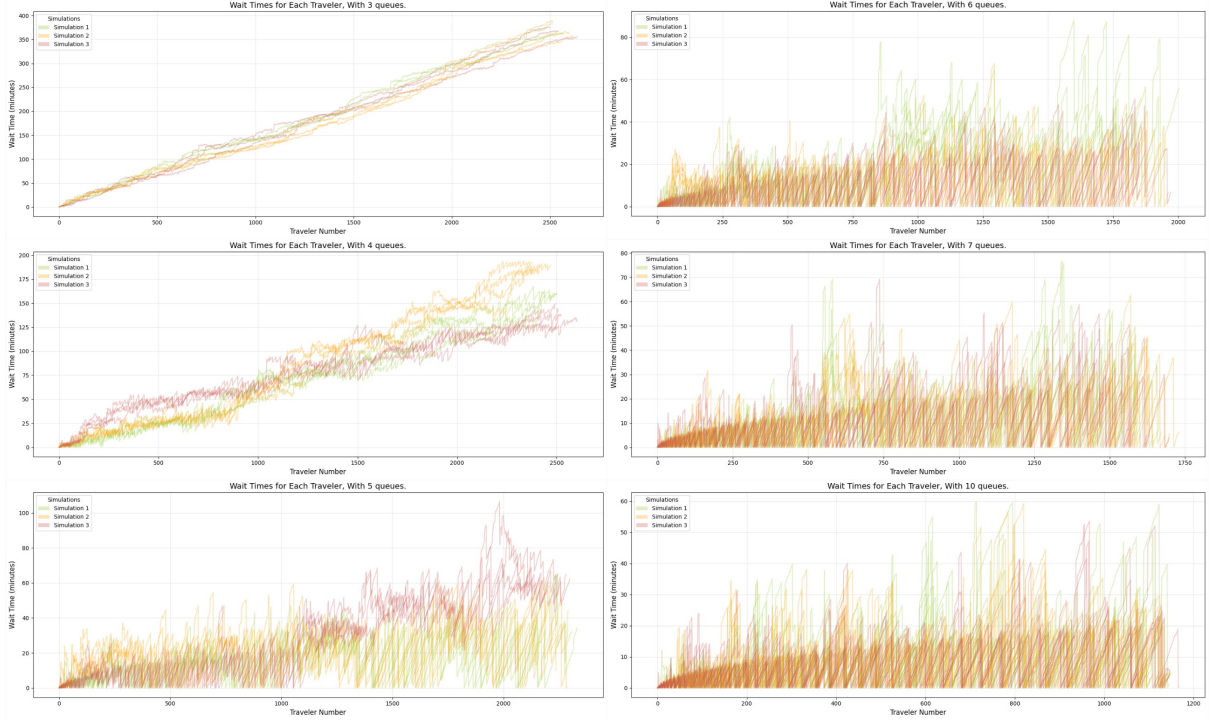 Wait Times for Each Traveler, With 3 queues.
Simulations
Simulation 1
Simulation 2
Simulation 3
Wait Time (minutes)
400
350
300
250
200
150
100
50
0
0 500 1000 1500 2000 2500
Traveler Number
Wait Times for Each Traveler, With 6 queues.
Simulations
Simulation 1
Simulation 2
Simulation 3
Wait Time (minutes)
80
60
40
20
0
0 250 500 750 1000 1250 1500 1750 2000
Traveler Number
Wait Times for Each Traveler, With 4 queues.
Simulations
Simulation 1
Simulation 2
Simulation 3
Wait Time (minutes)
200
175
150
125
100
75
50
25
0
0 500 1000 1500 2000 2500
Traveler Number
Wait Times for Each Traveler, With 7 queues.
Simulations
Simulation 1
Simulation 2
Simulation 3
Wait Time (minutes)
80
70
60
50
40
30
20
10
0
0 250 500 750 1000 1250 1500 1750
Traveler Number
Wait Times for Each Traveler, With 5 queues.
Simulations
Simulation 1
Simulation 2
Simulation 3
Wait Time (minutes)
100
80
60
40
20
0
0 500 1000 1500 2000
Traveler Number
Wait Times for Each Traveler, With 10 queues.
Simulations
Simulation 1
Simulation 2
Simulation 3
Wait Time (minutes)
60
50
40
30
20
10
0
0 200 400 600 800 1000 1200
Traveler Number